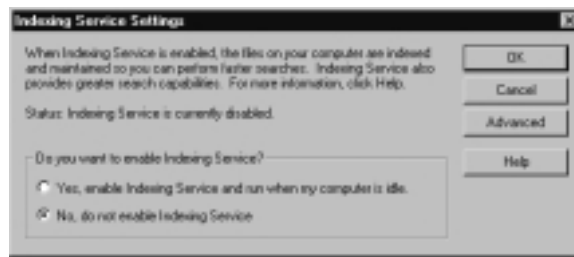 Indexing Service Settings
When Indexing Service is enabled, the files on your computer are indexed
and maintained so you can perform faster searches. Indexing Service also
provides greater search capabilities. For more information, click Help.
Status: Indexing Service is currently disabled.
Do you want to enable Indexing Service?
Yes, enable Indexing Service and run when my computer is idle.
No, do not enable Indexing Service
OK
Cancel
Advanced
Help